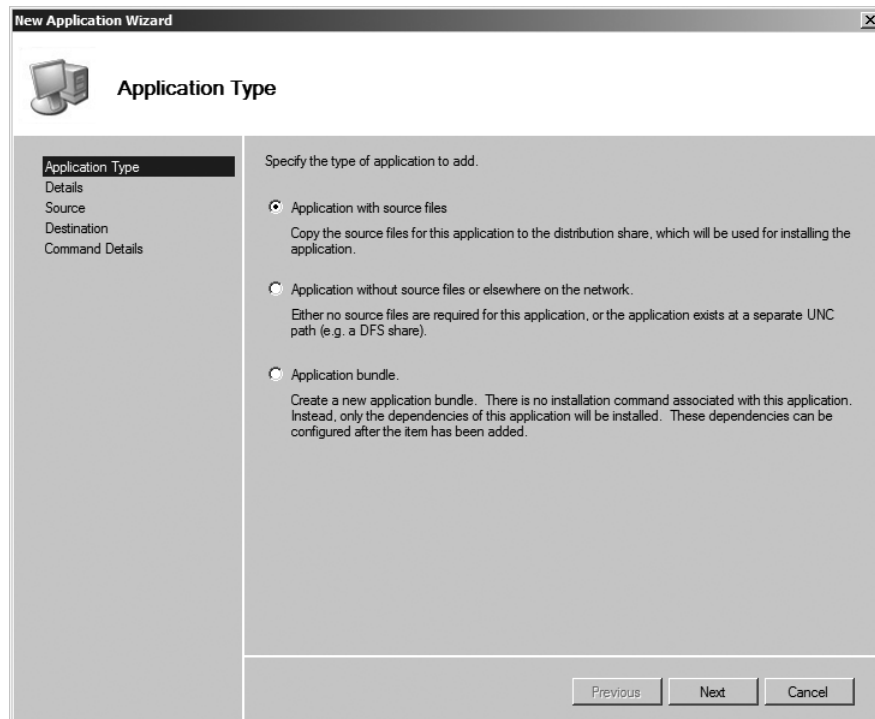 New Application Wizard
Application Type
Application Type
Details
Source
Destination
Command Details
Specify the type of application to add.
Application with source files
Copy the source files for this application to the distribution share, which will be used for installing the
application.
Application without source files or elsewhere on the network.
Either no source files are required for this application, or the application exists at a separate UNC
path (e.g. a DFS share).
Application bundle.
Create a new application bundle. There is no installation command associated with this application.
Instead, only the dependencies of this application will be installed. These dependencies can be
configured after the item has been added.
Previous Next Cancel